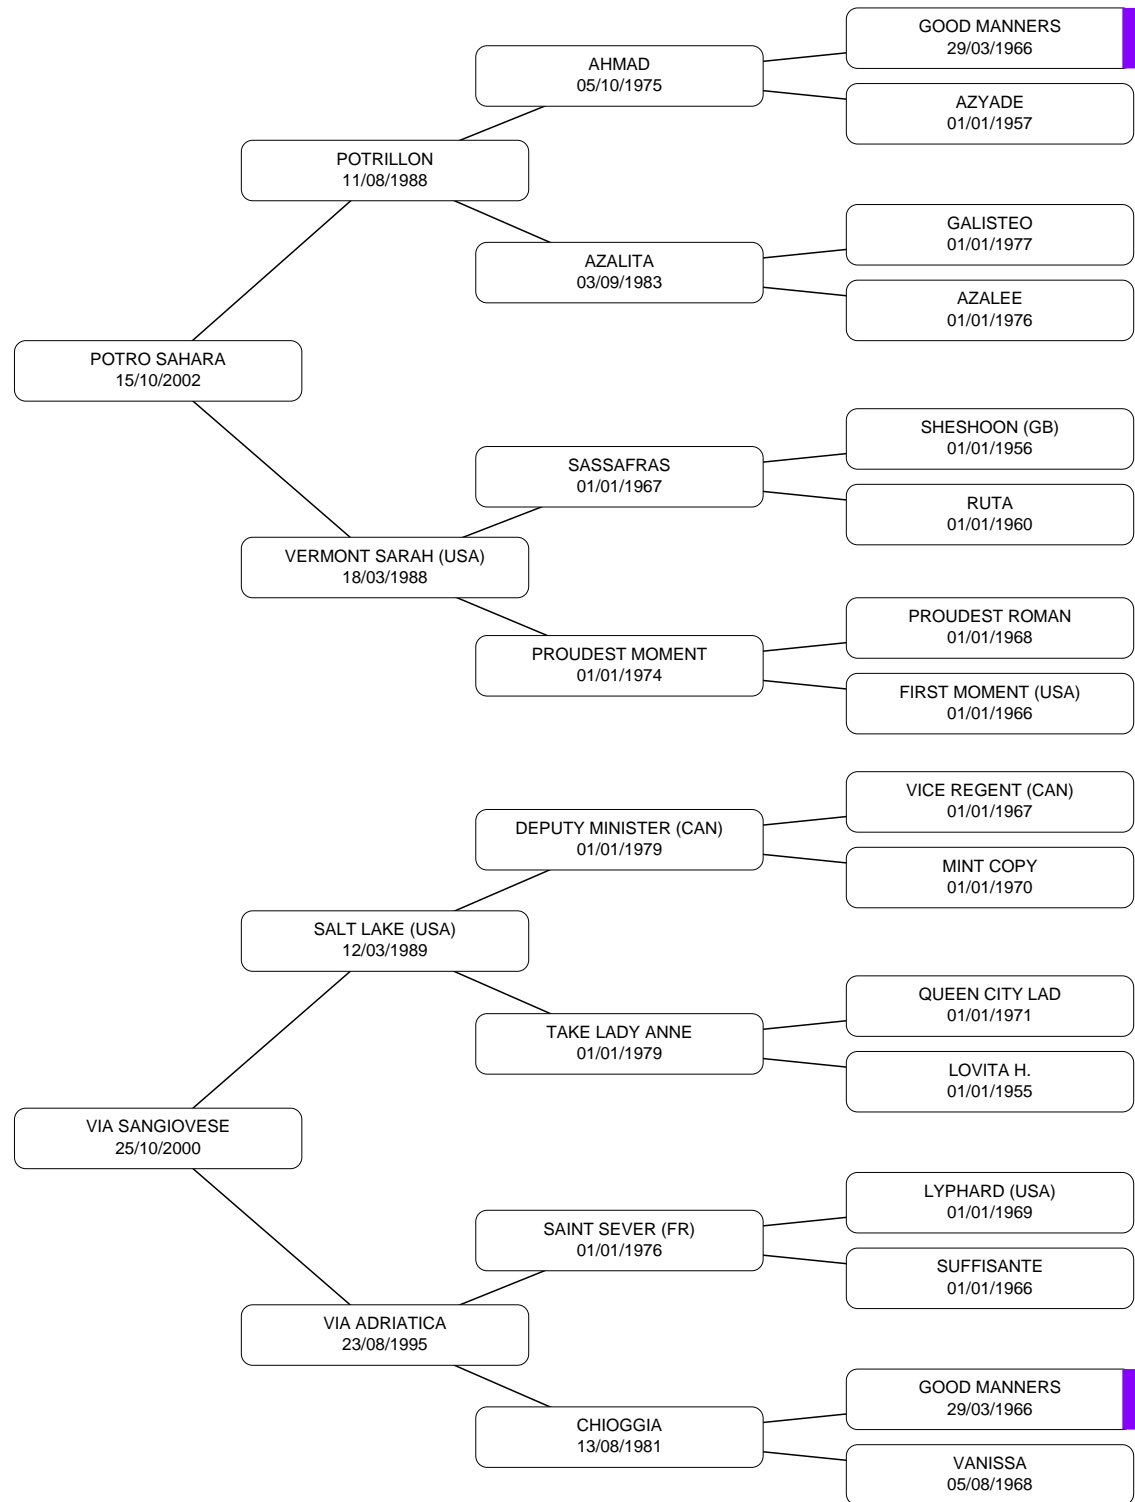 GOOD MANNERS
29/03/1966
AHMAD
05/10/1975
AZYADE
01/01/1957
POTRILLON
11/08/1988
GALISTEO
01/01/1977
AZALITA
03/09/1983
AZALEE
01/01/1976
POTRO SAHARA
15/10/2002
SHESHOON (GB)
01/01/1956
SASSAFRAS
01/01/1967
RUTA
01/01/1960
VERMONT SARAH (USA)
18/03/1988
PROUDEST ROMAN
01/01/1968
PROUDEST MOMENT
01/01/1974
FIRST MOMENT (USA)
01/01/1966
VICE REGENT (CAN)
01/01/1967
DEPUTY MINISTER (CAN)
01/01/1979
MINT COPY
01/01/1970
SALT LAKE (USA)
12/03/1989
QUEEN CITY LAD
01/01/1971
TAKE LADY ANNE
01/01/1979
LOVITA H.
01/01/1955
VIA SANGIOVESE
25/10/2000
LYPHARD (USA)
01/01/1969
SAINT SEVER (FR)
01/01/1976
SUFFISANTE
01/01/1966
VIA ADRIATICA
23/08/1995
GOOD MANNERS
29/03/1966
CHIOGGIA
13/08/1981
VANISSA
05/08/1968